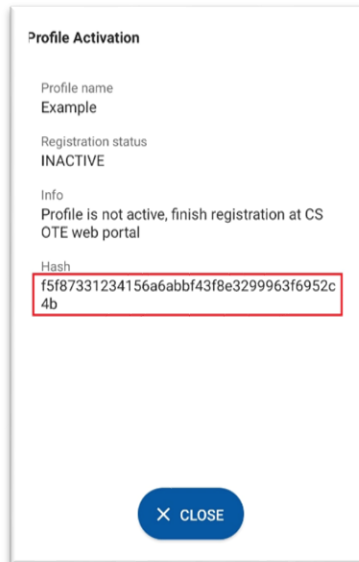 Profile Activation
Profile name
Example
Registration status
INACTIVE
Info
Profile is not active, finish registration at CS
OTE web portal
Hash
f5f87331234156a6abbf43f8e3299963f6952c
4b
CLOSE